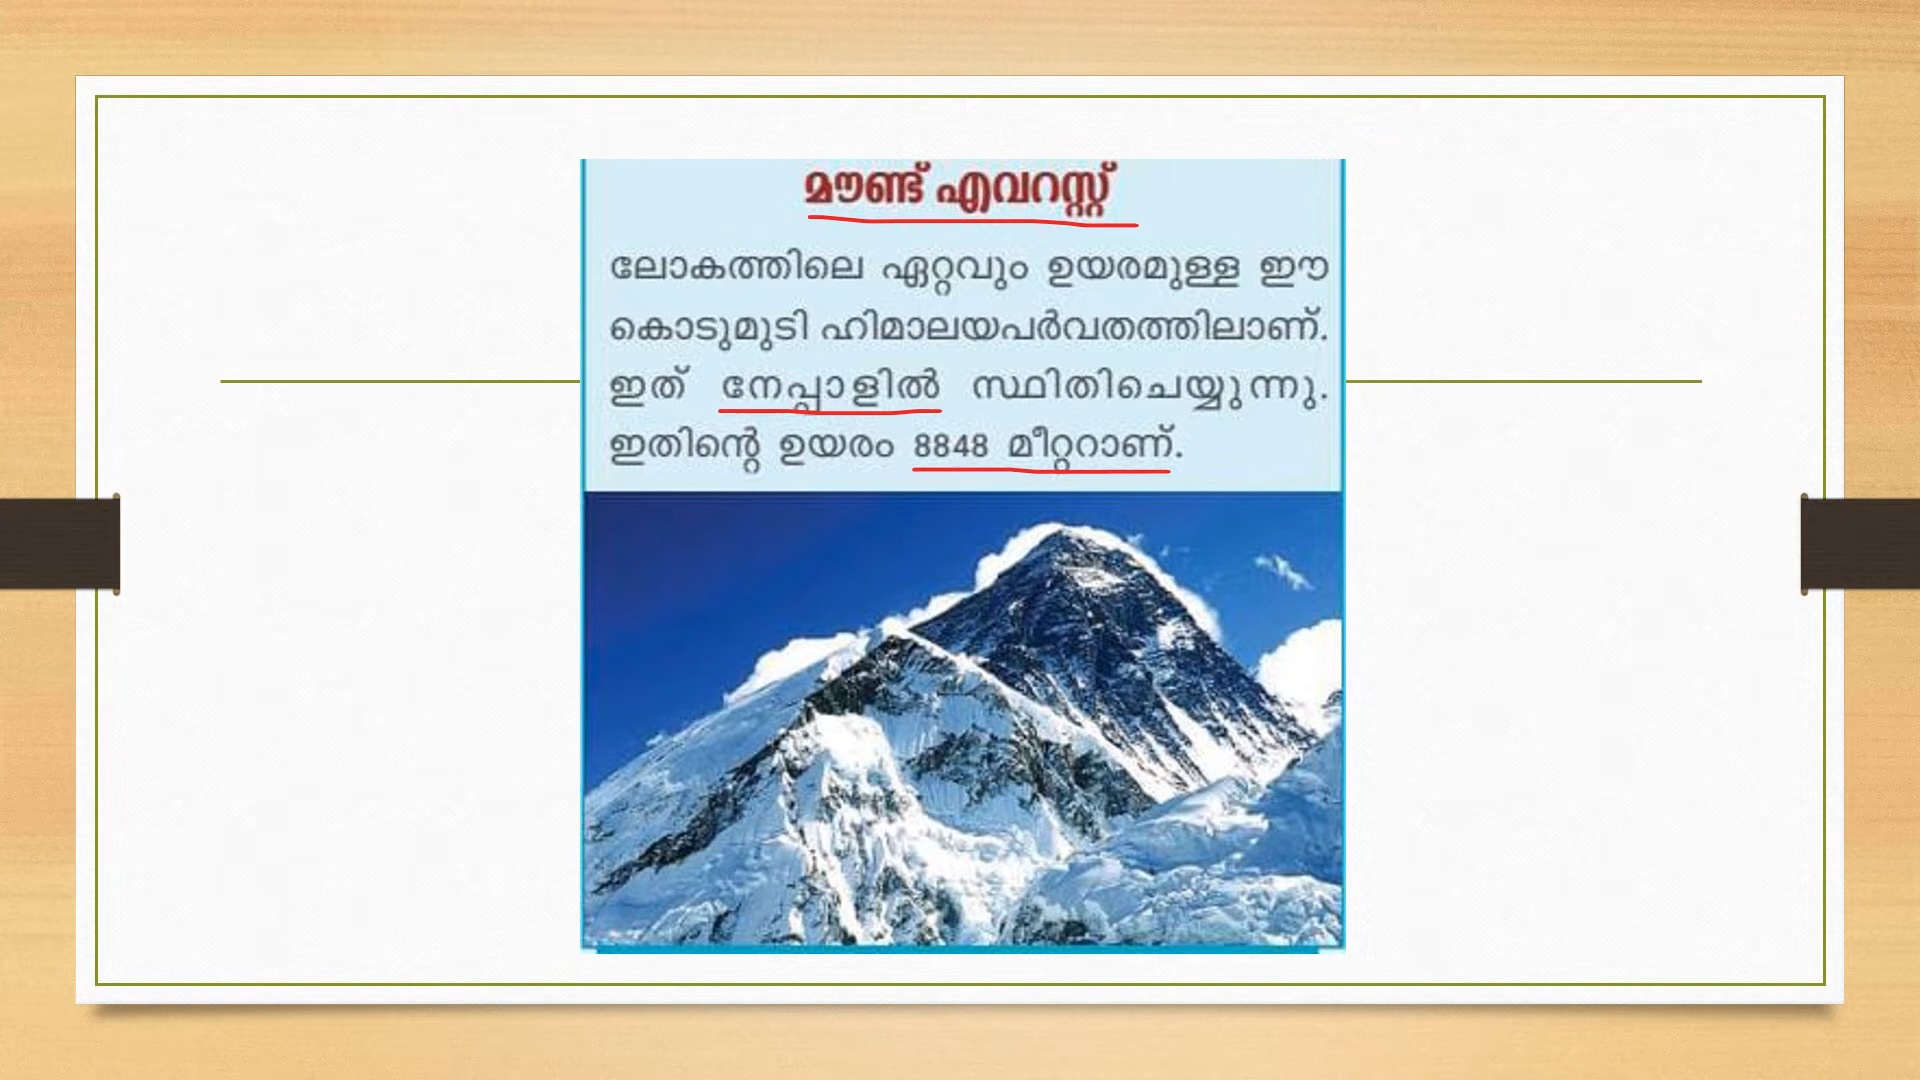 മൗണ്ട് എവറസ്റ്റ്
ലോകത്തിലെ ഏറ്റവും ഉയരമുള്ള ഈ
കൊടുമുടി ഹിമാലയപർവതത്തിലാണ്.
ഇത് നേപ്പാളിൽ സ്ഥിതിചെയ്യുന്നു.
ഇതിന്റെ ഉയരം 8848 മീറ്ററാണ്.